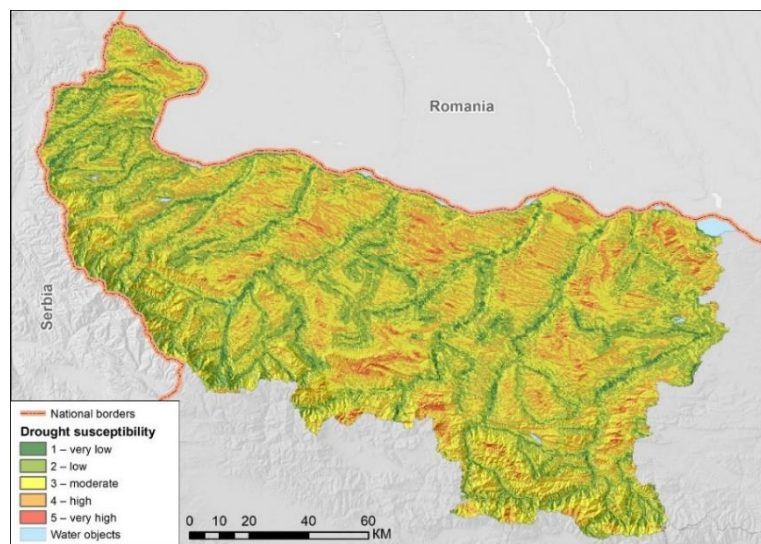 Romania
Serbia
National borders
Drought susceptibility
1 – very low
2 – low
3 – moderate
4 – high
5 – very high
Water objects
0 5 10 20 40 60
KM